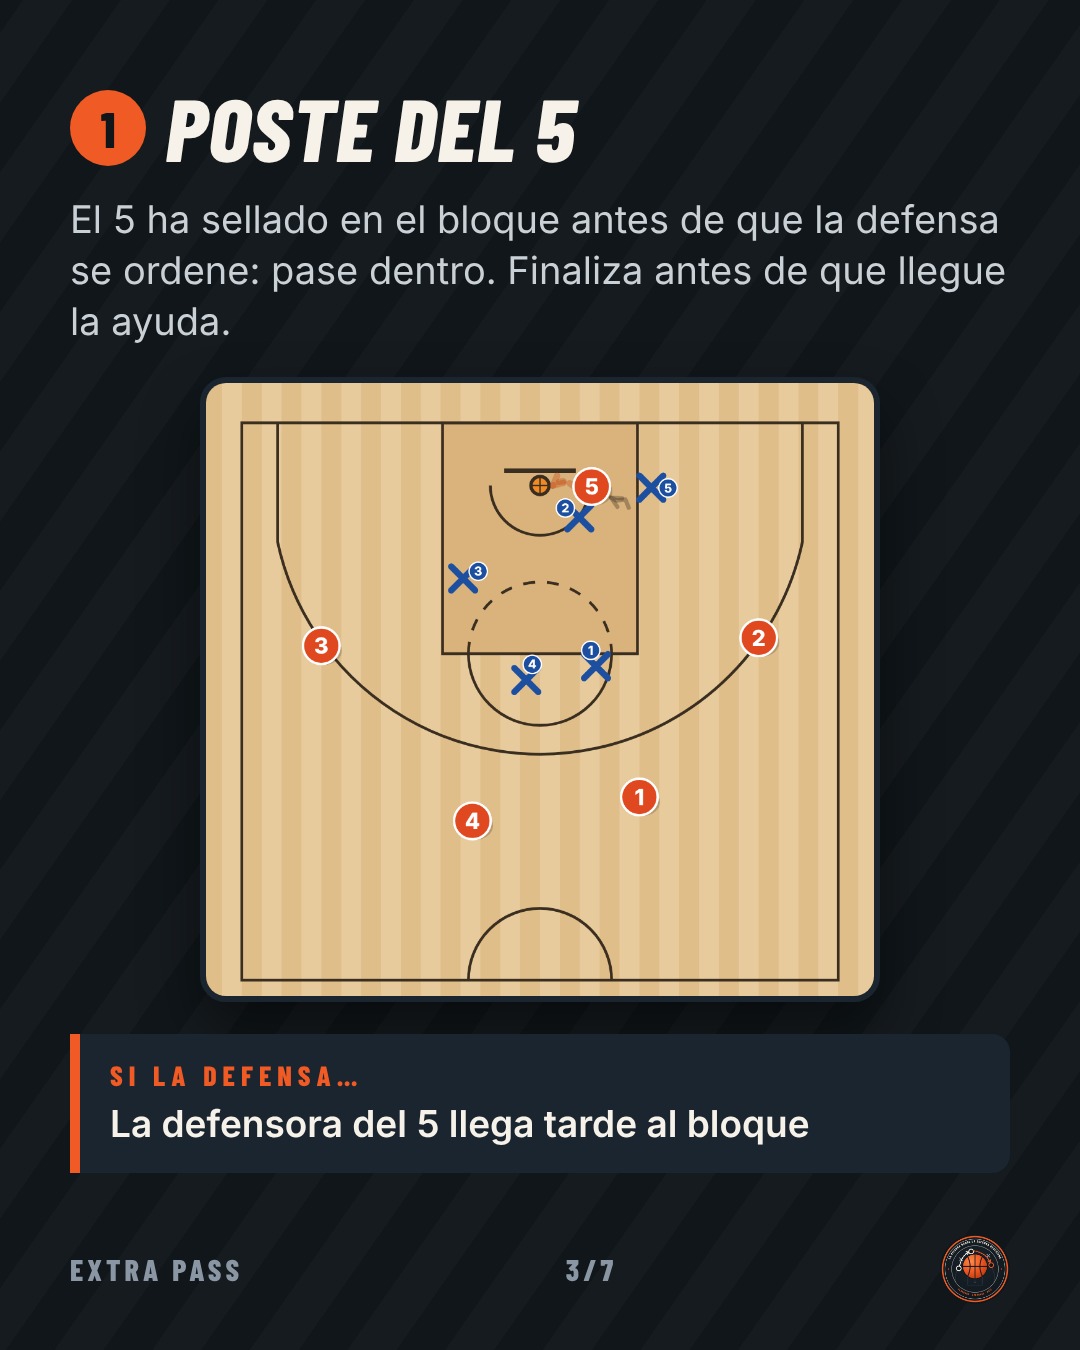 1 POSTE DEL 5
El 5 ha sellado en el bloque antes de que la defensa
se ordene: pase dentro. Finaliza antes de que llegue
la ayuda.
5
5
2
3
3
2
1
4
1
4
SI LA DEFENSA...
La defensora del 5 llega tarde al bloque
EXTRA PASS
3/7